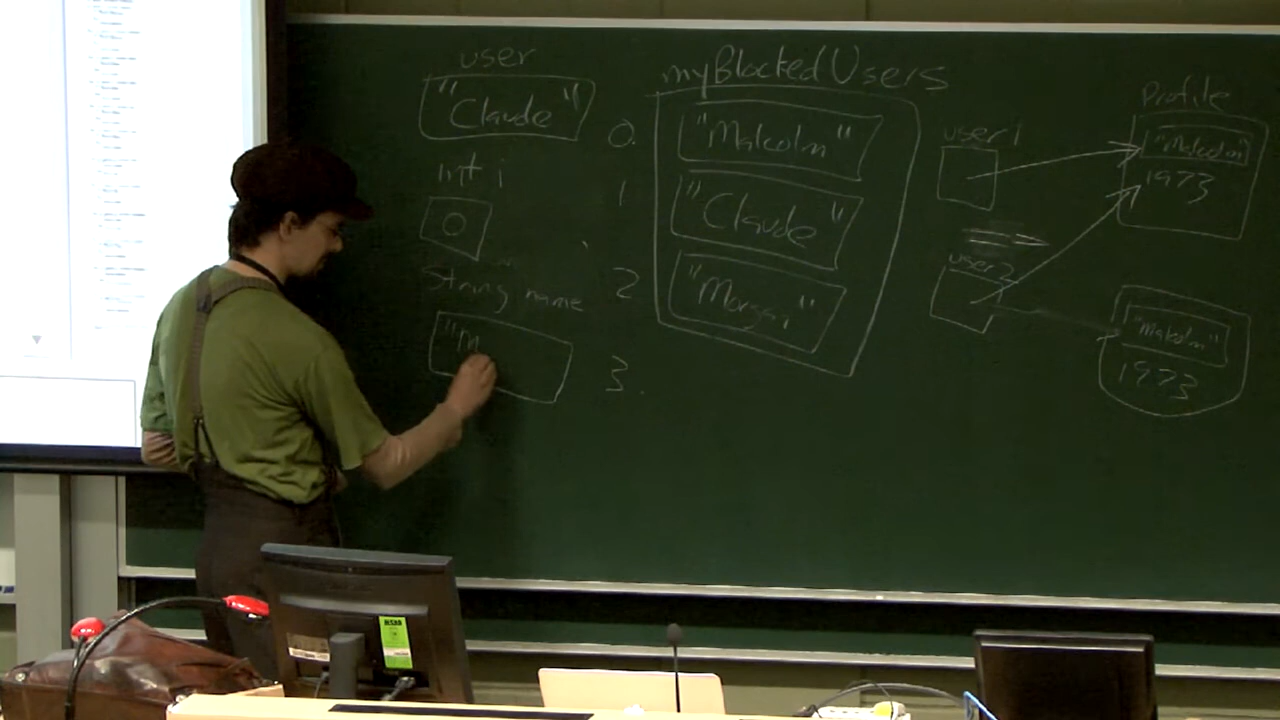 user
"Claude"
int i
0
String name
"M
myBlockedUsers
0. "Malcolm"
1 "Claude"
2 "Morgan"
3.
user1
user2
Profile
"Malcolm"
1973
"Malcolm"
1973